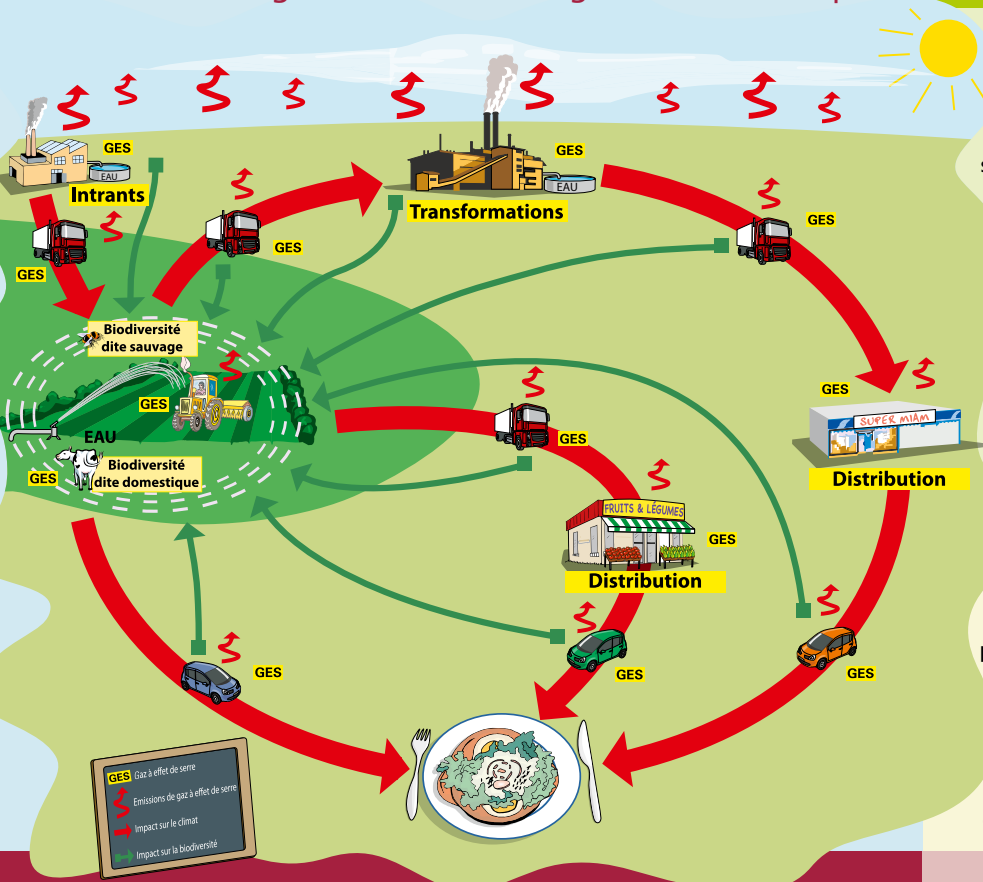 GES
GES
EAU
EAU
Intrants
Transformations
GES
GES
GES
Biodiversité
dite sauvage
GES
GES
SUPER MIAM
EAU
GES
Biodiversité
dite domestique
GES
Distribution
FRUITS & LÉGUMES
GES
Distribution
GES
GES
GES
GES Gaz à effet de serre
Emissions de gaz à effet de serre
Impact sur le climat
Impact sur la biodiversité